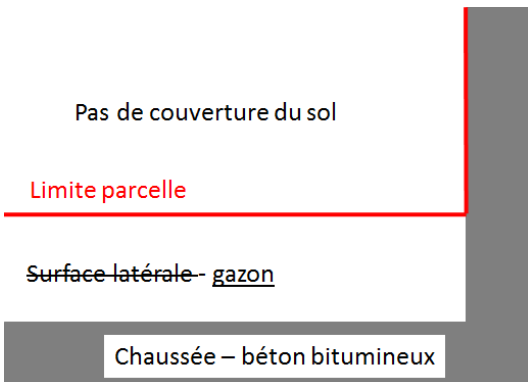 Pas de couverture du sol
Limite parcelle
Surface latérale - gazon
Chaussée – béton bitumineux